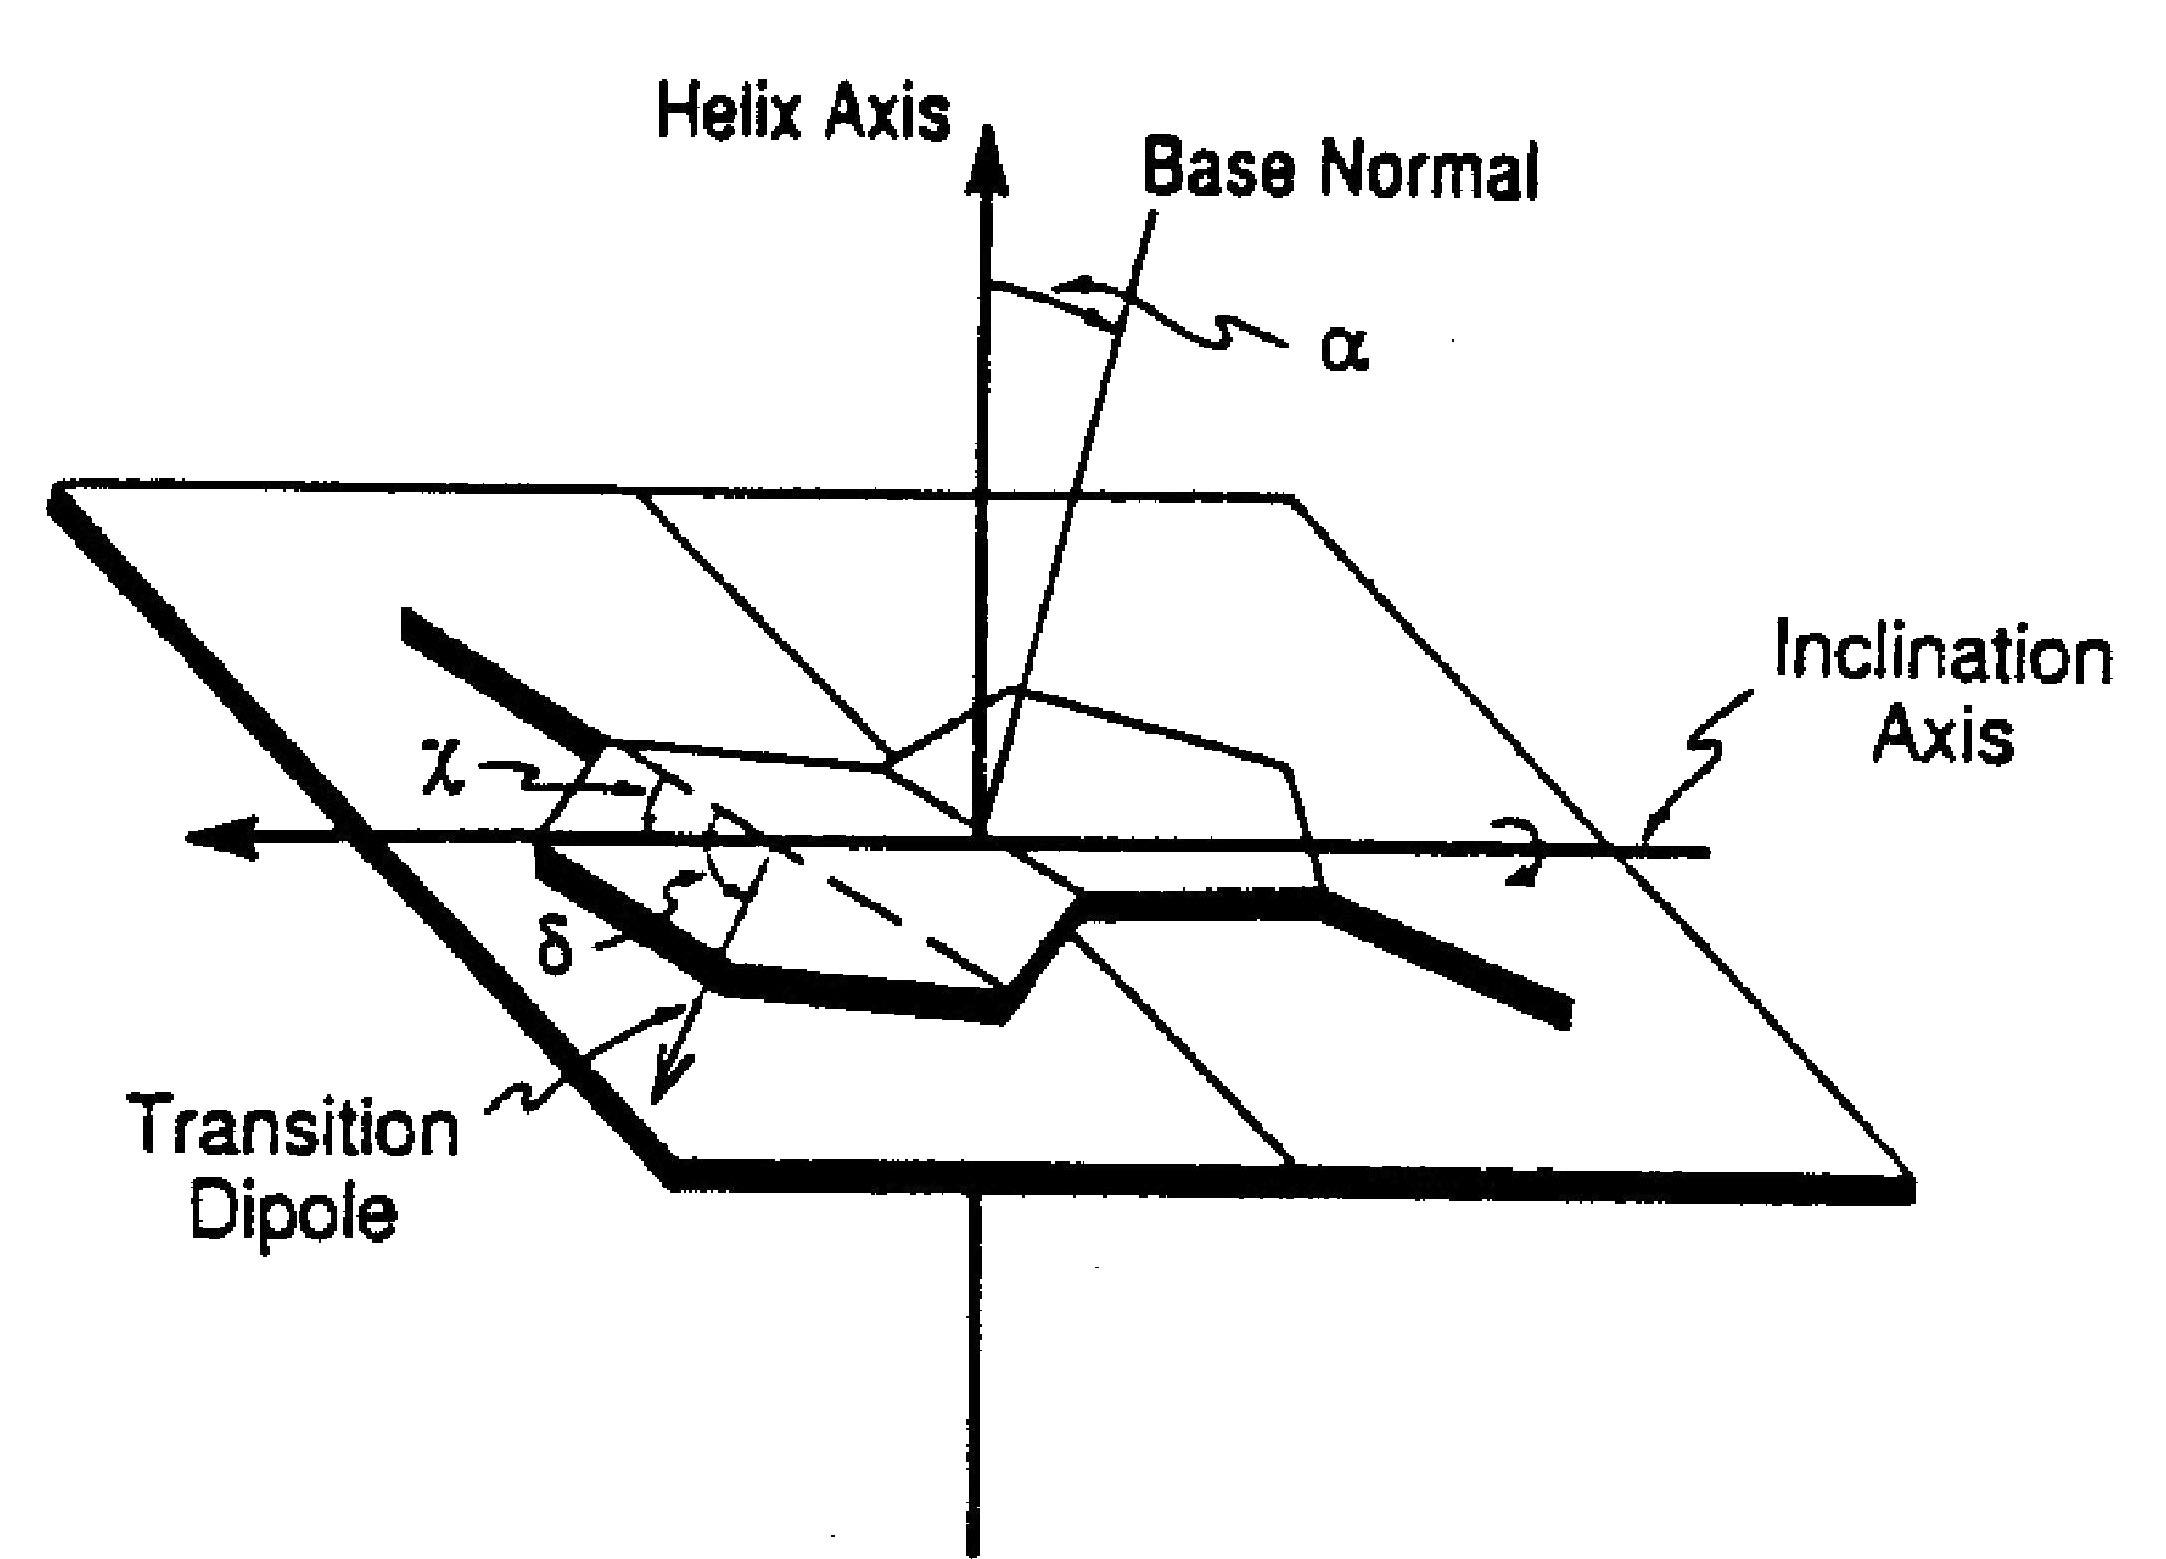 Helix Axis
Base Normal
α
Inclination
Axis
χ
δ
Transition
Dipole